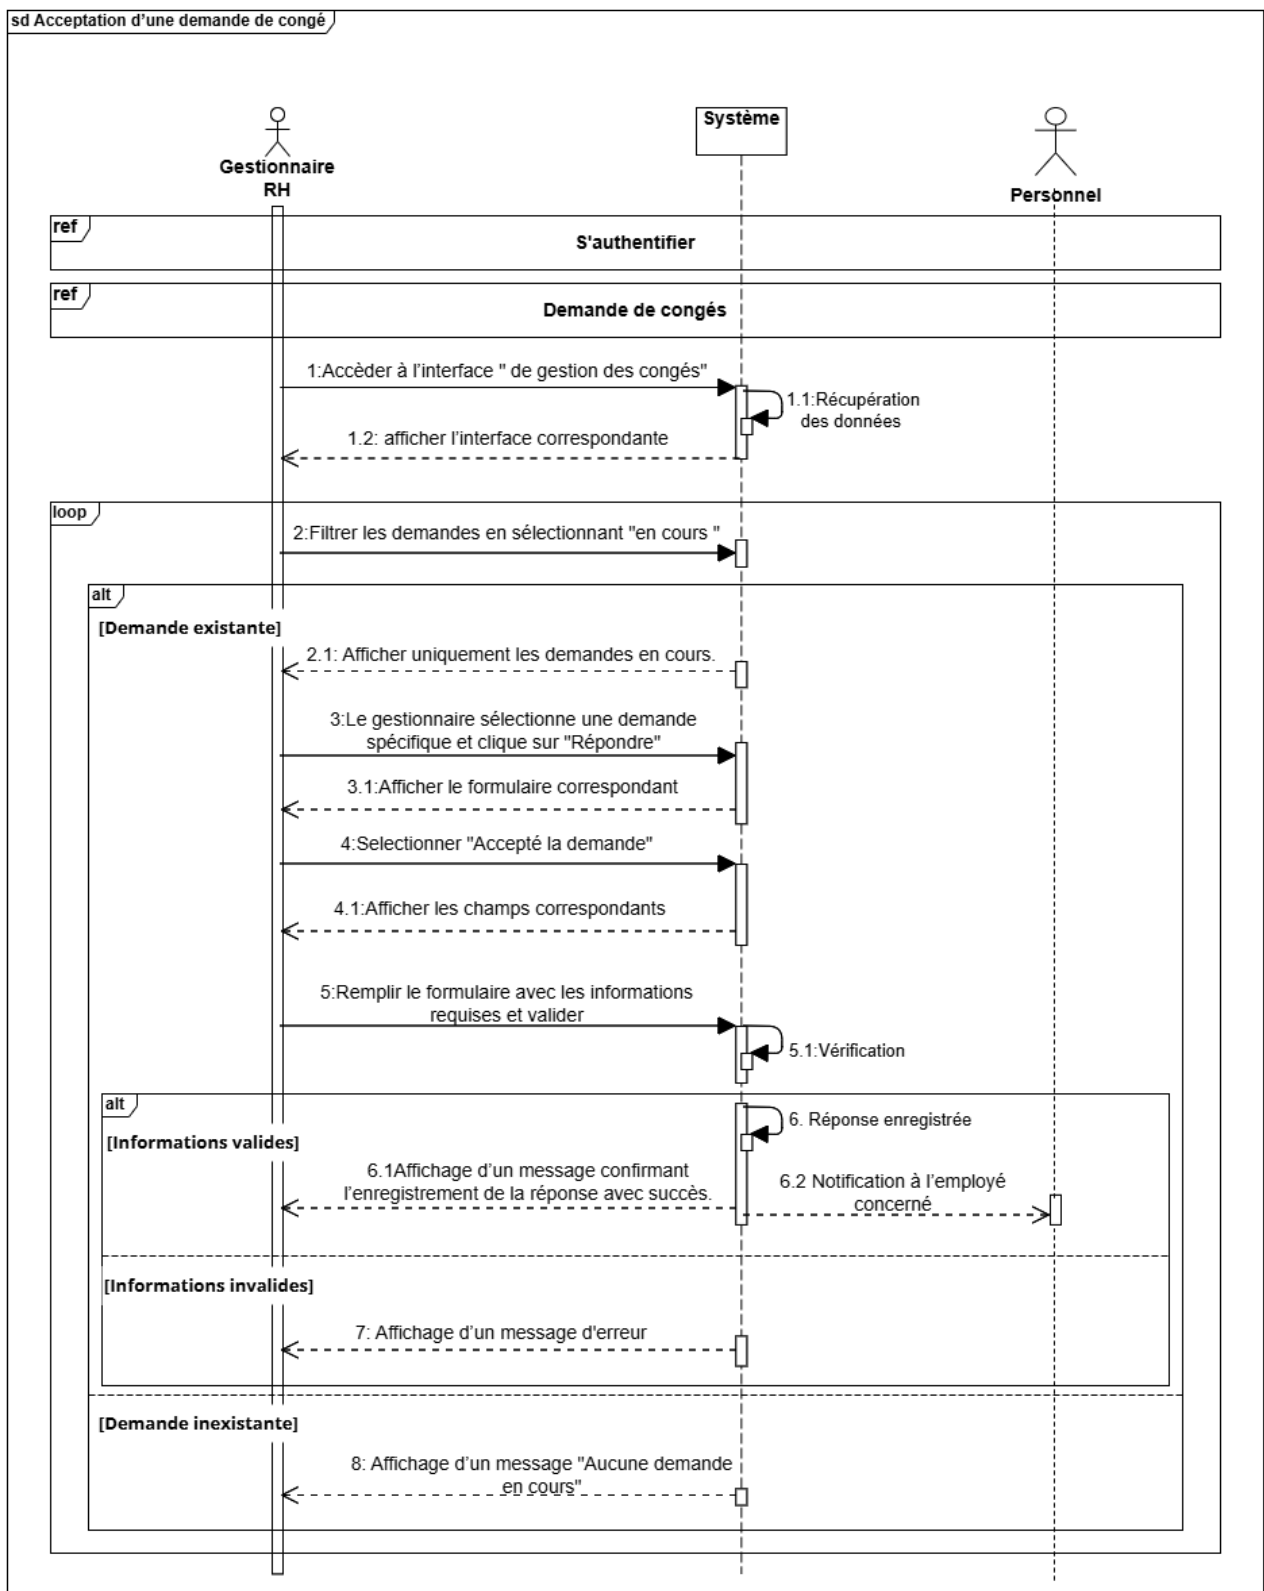 sd Acceptation d’une demande de congé
Système
Gestionnaire
RH
Personnel
ref
S'authentifier
ref
Demande de congés
1:Accèder à l’interface " de gestion des congés"
1.1:Récupération
des données
1.2: afficher l’interface correspondante
loop
2:Filtrer les demandes en sélectionnant "en cours "
alt
[Demande existante]
2.1: Afficher uniquement les demandes en cours.
3:Le gestionnaire sélectionne une demande
spécifique et clique sur "Répondre"
3.1:Afficher le formulaire correspondant
4:Selectionner "Accepté la demande"
4.1:Afficher les champs correspondants
5:Remplir le formulaire avec les informations
requises et valider
5.1:Vérification
alt
6. Réponse enregistrée
[Informations valides]
6.1Affichage d’un message confirmant
l’enregistrement de la réponse avec succès.
6.2 Notification à l’employé
concerné
[Informations invalides]
7: Affichage d’un message d'erreur
[Demande inexistante]
8: Affichage d’un message "Aucune demande
en cours"